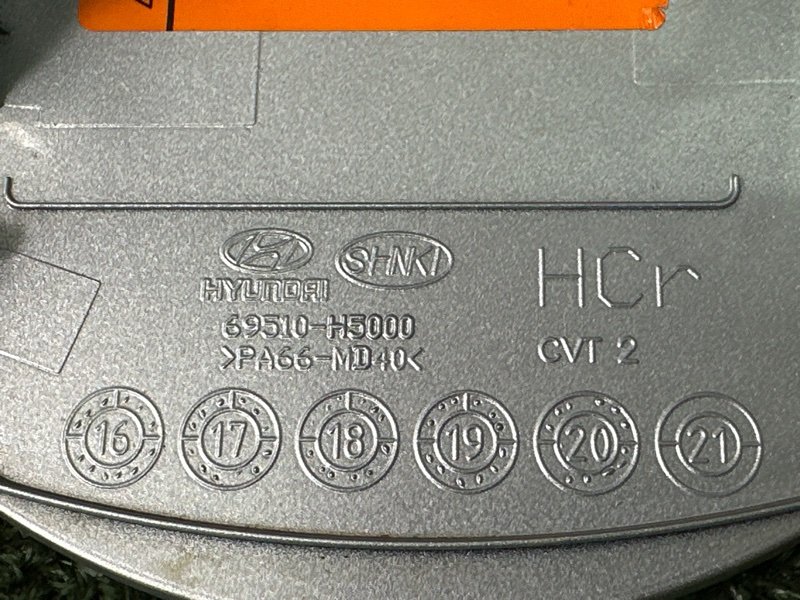 HYUNDAI
SHNKI
69510-H5000
>PA66-MD40<
HCr
CVT 2
16 17 18 19 20 21